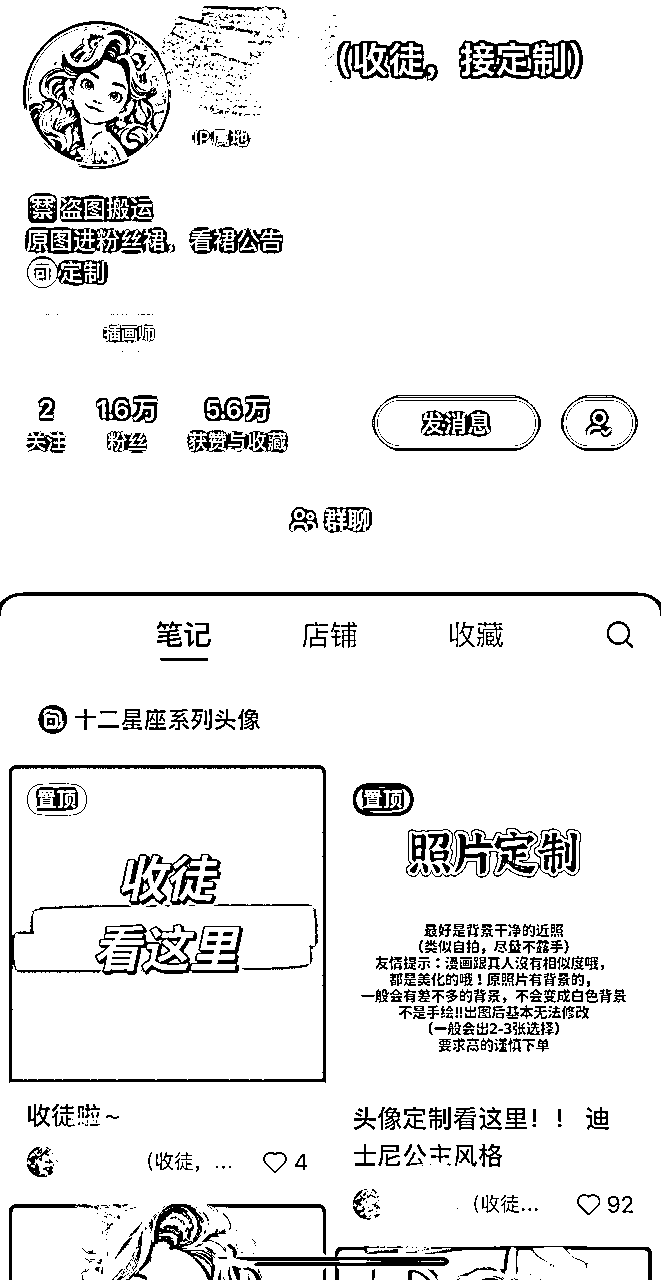 （收徒，接定制）
IP属地
禁盗图搬运
原图进粉丝裙，看裙公告
定制
插画师
2
1.6万
5.6万
关注
粉丝
获赞与收藏
发消息
群聊
笔记
店铺
收藏
十二星座系列头像
置顶
收徒
看这里
收徒啦～
（收徒，...
4
置顶
照片定制
最好是背景干净的近照
（类似自拍，尽量不露手）
友情提示：漫画跟真人沒有相似度哦，
都是美化的哦！原照片有背景的，
一般会有差不多的背景，不会变成白色背景
不是手绘!!出图后基本无法修改
（一般会出2-3张选择）
要求高的谨慎下单
头像定制看这里！！ 迪
士尼公主风格
（收徒...
92